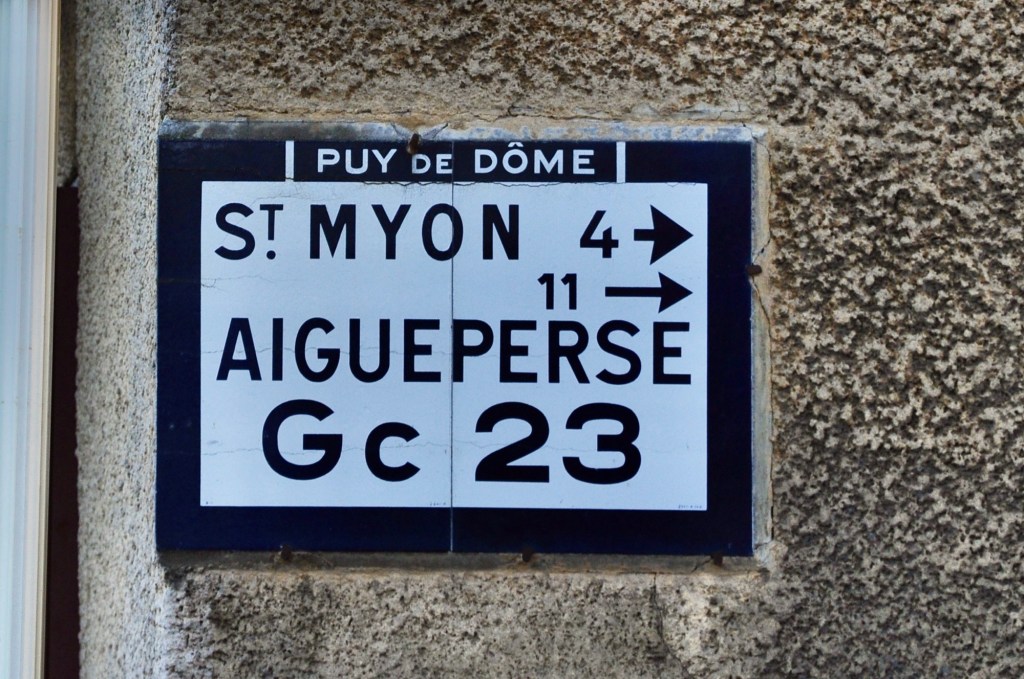 PUY DE DÔME
ST. MYON 4 →
11 →
AIGUEPERSE
Gc 23